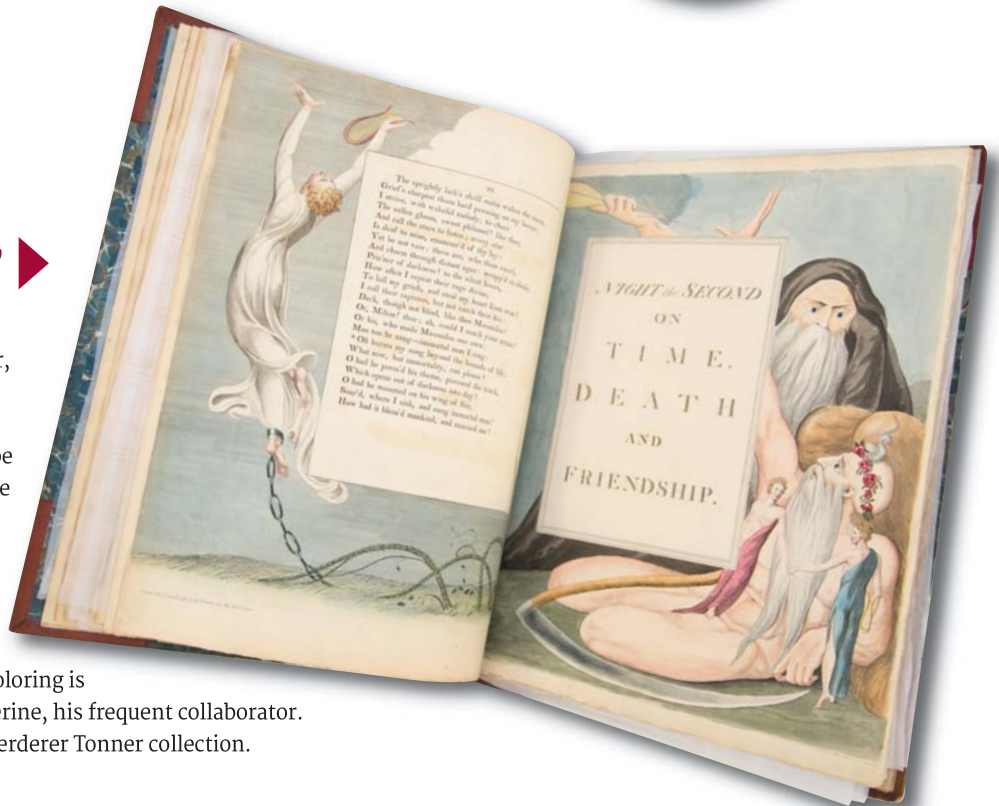 ’
r,
be
e
oloring is
erine, his frequent collaborator.
erderer Tonner collection.
The sprightly lark's shrill matin wakes the morn,
Grief's sharpest thorn hard pressing on my breast,
I strive, with wakeful melody, to cheer
The sullen gloom, sweet philomel! like thee,
And call the stars to listen: every star
Is deaf to mine, enamour'd of thy lay:
Yet be not vain; there are, who thine excel,
And charm through distant ages: wrapp'd in shade,
Pris'ner of darkness! to the silent hours,
How often I repeat their rage divine,
To lull my griefs, and steal my heart from woe!
I roll their raptures, but not catch their fire:
Dark, though not blind, like thee Mæonides!
Or, Milton! thee; ah, could I reach your strain!
Or his, who made Mæonides our own:
Man too he sung—immortal man I sing:
* Oft bursts my song beyond the bounds of life;
What now, but immortality, can please?
O had he press'd his theme, pursued the track,
Which opens out of darkness into day!
O had he mounted on his wing of fire,
Soar'd, where I sink, and sung immortal man!
How had it bless'd mankind, and rescued me!
NIGHT the SECOND
ON
TIME.
DEATH
AND
FRIENDSHIP.